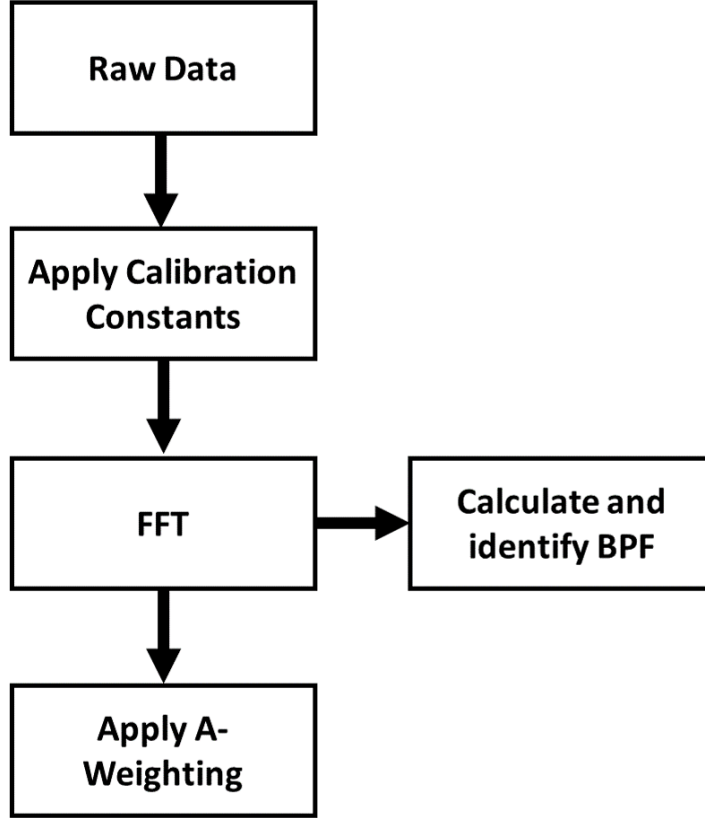 Raw Data
Apply Calibration
Constants
FFT
Calculate and
identify BPF
Apply A-
Weighting